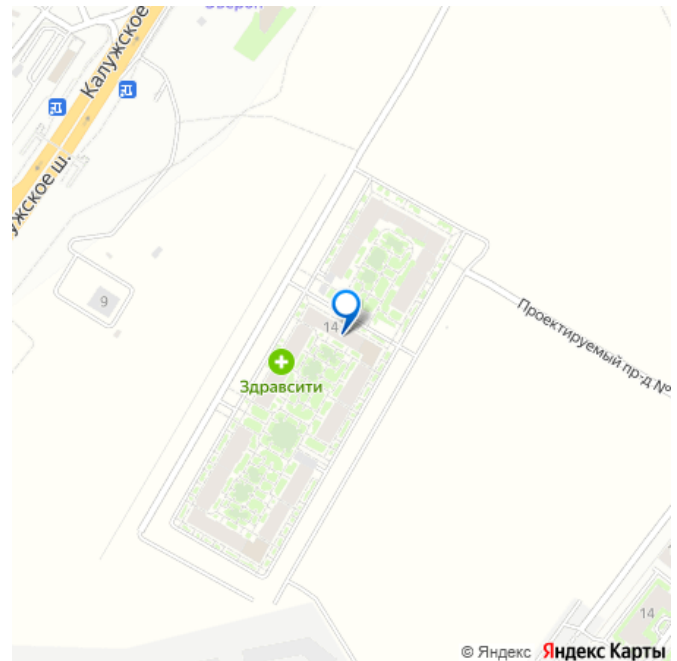 Калужское
ужское ш.
9
14
Здравсити
Проектируемый пр-д №
14
© Яндекс Яндекс Карты